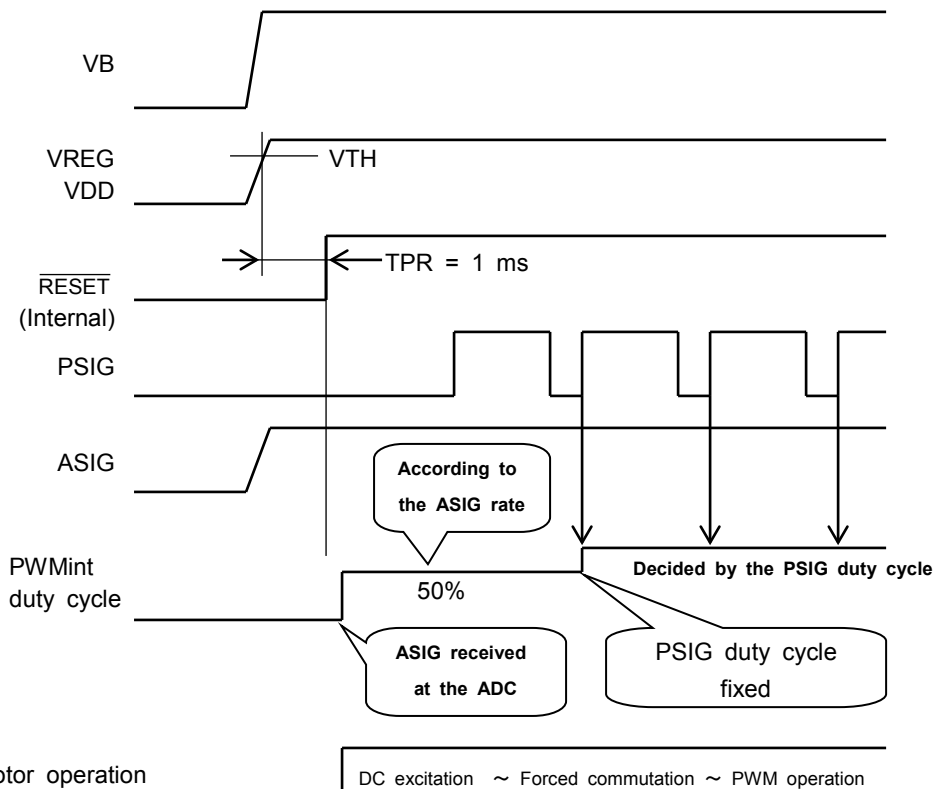 VB
VREG
VTH
VDD
TPR = 1 ms
RESET
(Internal)
PSIG
ASIG
According to
the ASIG rate
PWMint
duty cycle
50%
Decided by the PSIG duty cycle
ASIG received
at the ADC
PSIG duty cycle
fixed
otor operation
DC excitation ~ Forced commutation ~ PWM operation